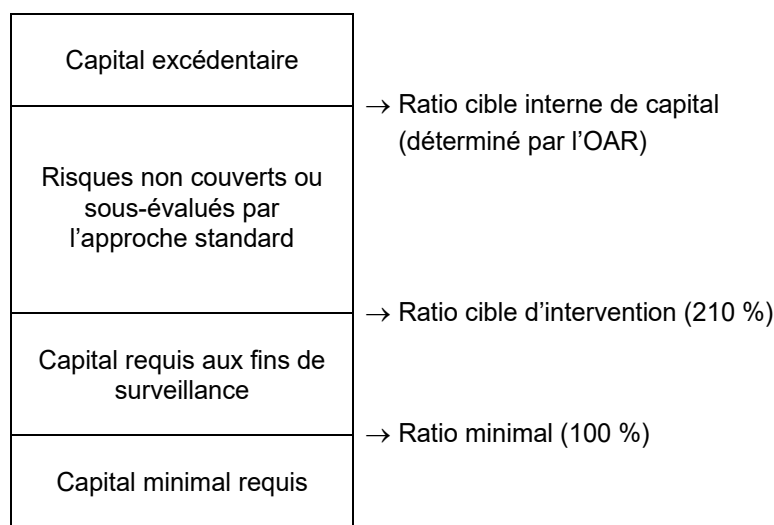 Capital excédentaire
→ Ratio cible interne de capital
(déterminé par l’OAR)
Risques non couverts ou
sous-évalués par
l’approche standard
→ Ratio cible d’intervention (210 %)
Capital requis aux fins de
surveillance
→ Ratio minimal (100 %)
Capital minimal requis